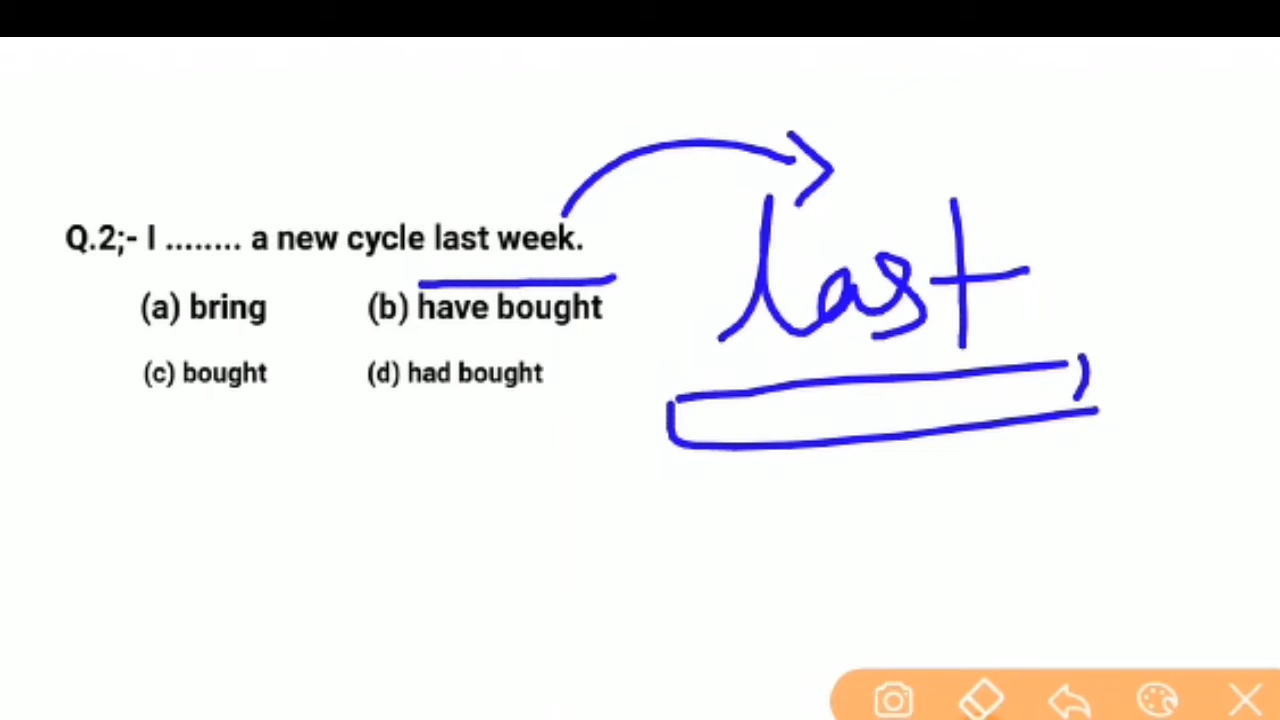 Q.2;- I ........ a new cycle last week.
last
(a) bring (b) have bought
(c) bought (d) had bought